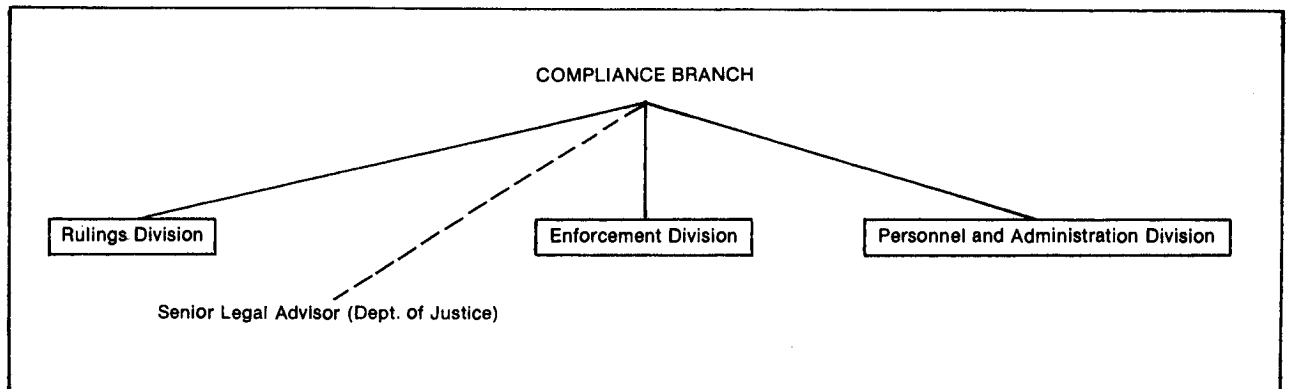 COMPLIANCE BRANCH
Rulings Division
Enforcement Division
Personnel and Administration Division
Senior Legal Advisor (Dept. of Justice)